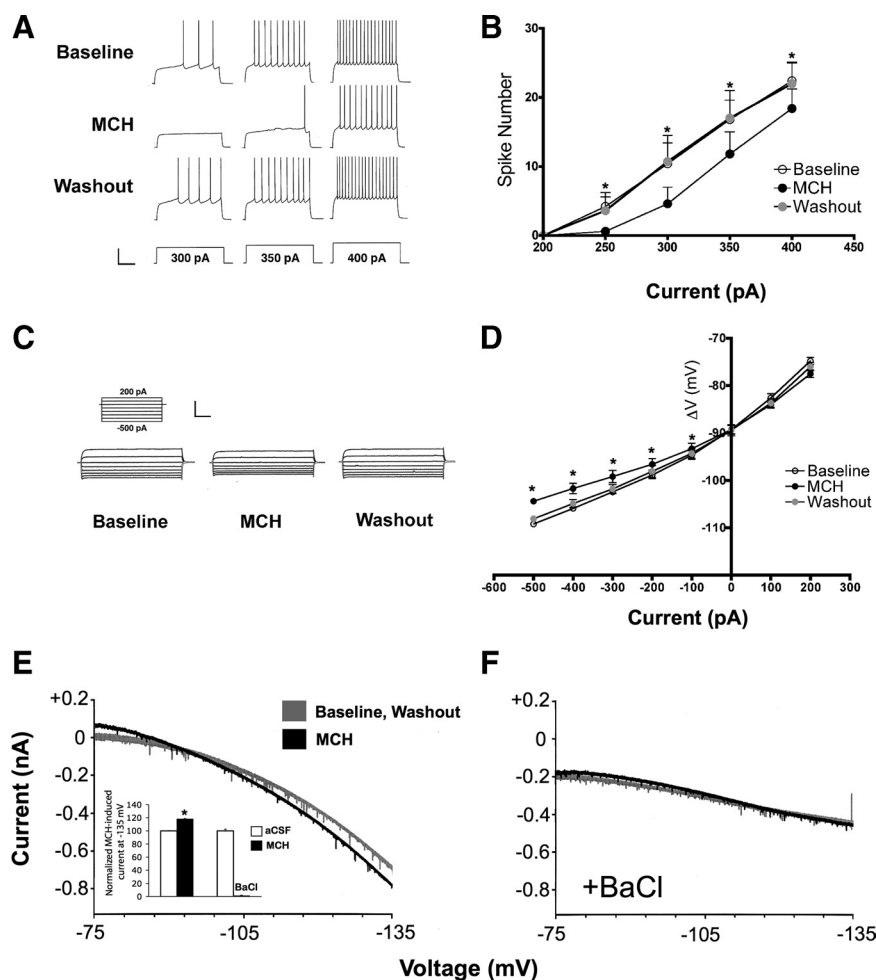 A
Baseline
MCH
Washout
300 pA 350 pA 400 pA
B
Spike Number
30
20
10
0
200 250 300 350 400 450
* * * *
Baseline
MCH
Washout
Current (pA)
C
200 pA
-500 pA
Baseline MCH Washout
D
ΔV (mV)
-70
-80
-90
-100
-110
* * * * *
Baseline
MCH
Washout
-600 -500 -400 -300 -200 -100 0 100 200 300
Current (pA)
E
Current (nA)
+0.2
0
-0.2
-0.4
-0.6
-0.8
Baseline, Washout
MCH
Normalized MCH-induced
current at -135 mV
140
120
100
80
60
40
20
0
*
aCSF
MCH
BaCl
-75 -105 -135
F
+0.2
0
-0.2
-0.4
-0.6
-0.8
+BaCl
-75 -105 -135
Voltage (mV)